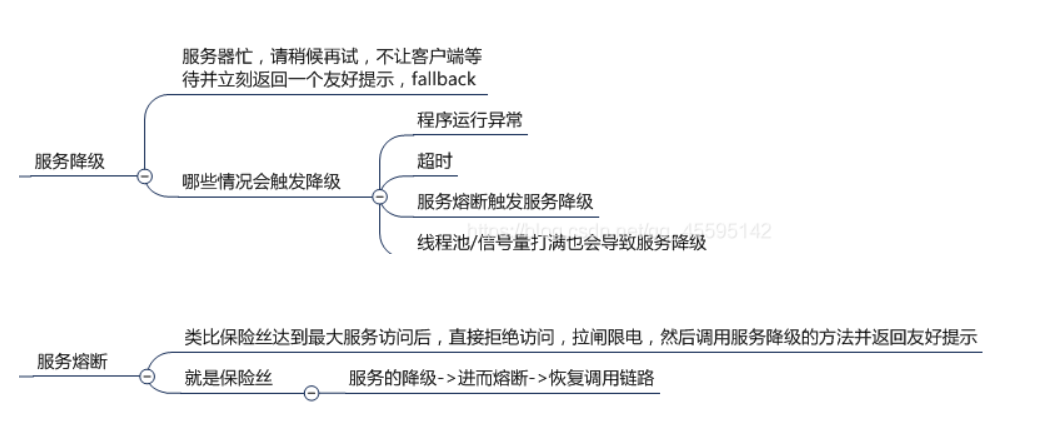 服务器忙，请稍候再试，不让客户端等
待并立刻返回一个友好提示，fallback
服务降级
哪些情况会触发降级
程序运行异常
超时
服务熔断触发服务降级
https://blog.csdn.net/qq_45595142
线程池/信号量打满也会导致服务降级
类比保险丝达到最大服务访问后，直接拒绝访问，拉闸限电，然后调用服务降级的方法并返回友好提示
服务熔断
就是保险丝
服务的降级->进而熔断->恢复调用链路